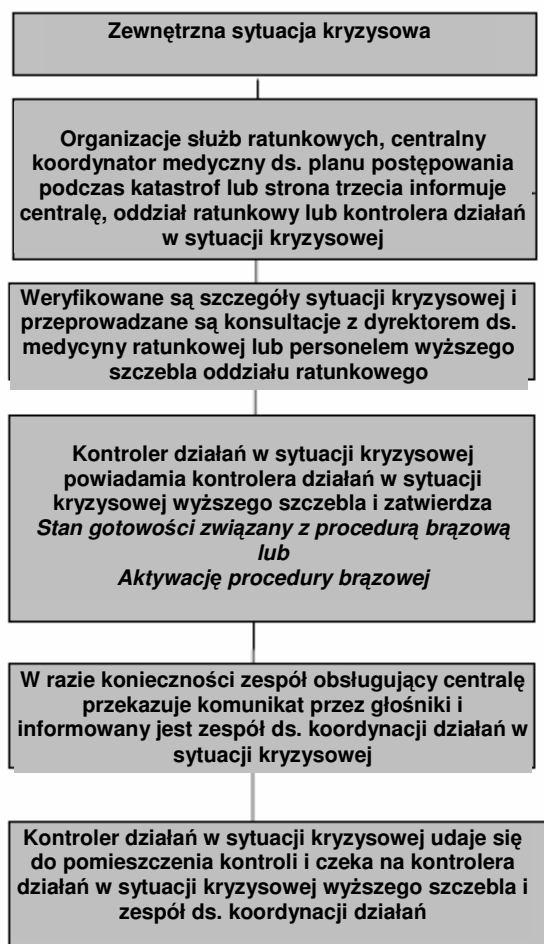 Zewnętrzna sytuacja kryzysowa
Organizacje służb ratunkowych, centralny
koordynator medyczny ds. planu postępowania
podczas katastrof lub strona trzecia informuje
centralę, oddział ratunkowy lub kontrolera działań
w sytuacji kryzysowej
Weryfikowane są szczegóły sytuacji kryzysowej i
przeprowadzane są konsultacje z dyrektorem ds.
medycyny ratunkowej lub personelem wyższego
szczebla oddziału ratunkowego
Kontroler działań w sytuacji kryzysowej
powiadamia kontrolera działań w sytuacji
kryzysowej wyższego szczebla i zatwierdza
Stan gotowości związany z procedurą brązową
lub
Aktywację procedury brązowej
W razie konieczności zespół obsługujący centralę
przekazuje komunikat przez głośniki i
informowany jest zespół ds. koordynacji działań w
sytuacji kryzysowej
Kontroler działań w sytuacji kryzysowej udaje się
do pomieszczenia kontroli i czeka na kontrolera
działań w sytuacji kryzysowej wyższego szczebla i
zespół ds. koordynacji działań